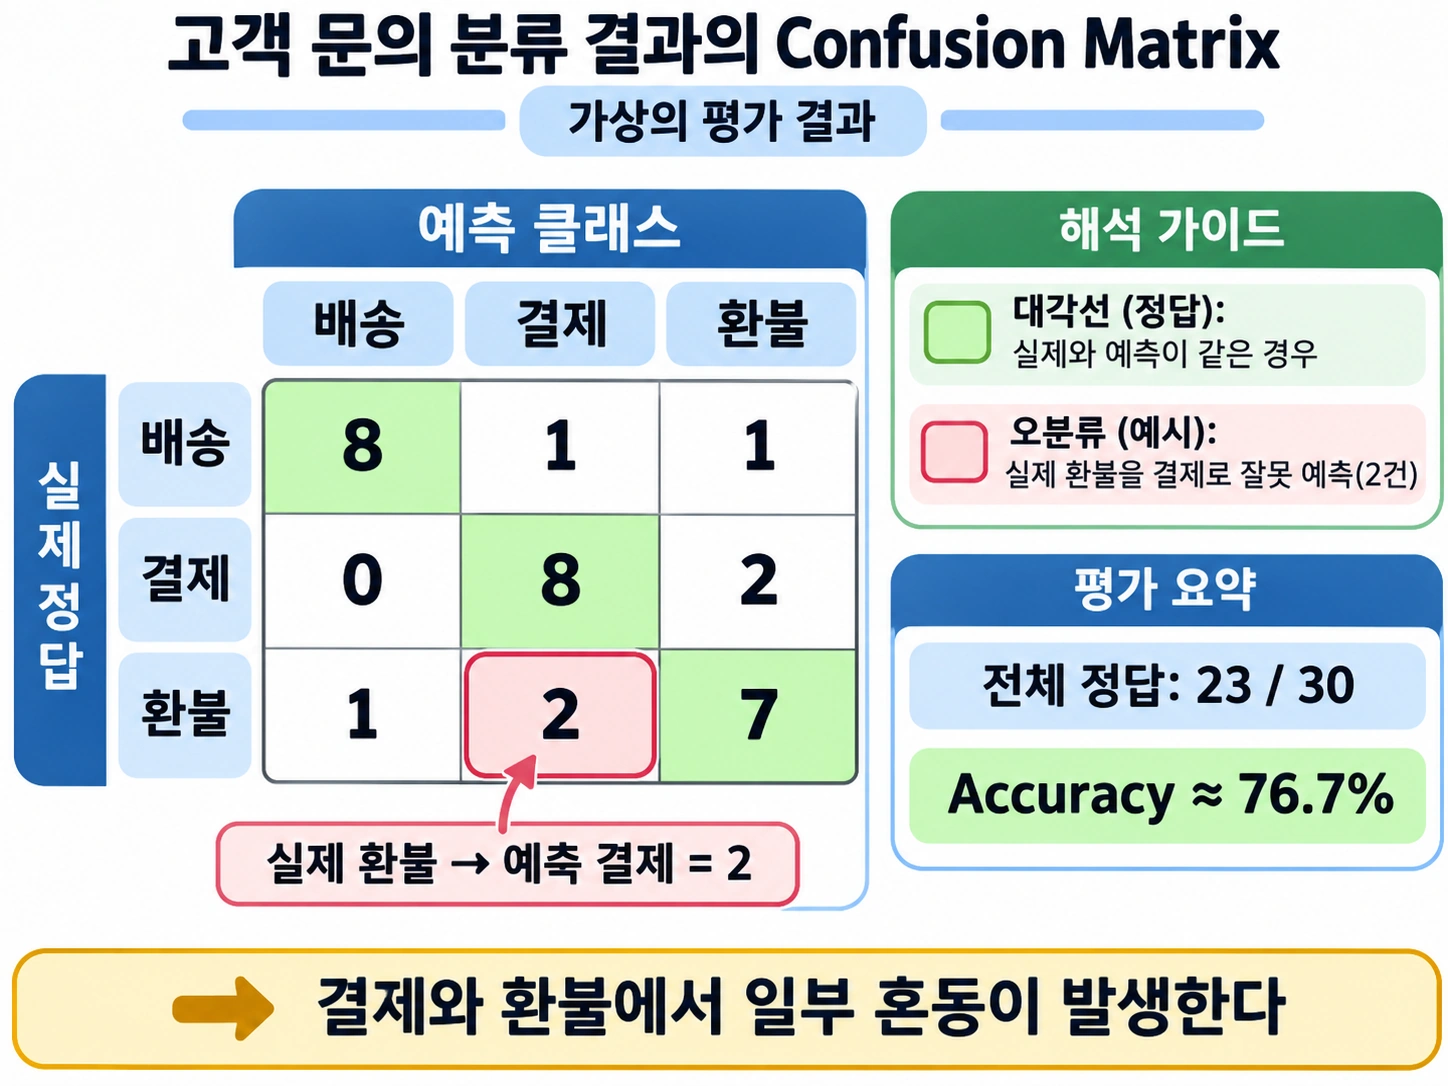 고객 문의 분류 결과의 Confusion Matrix
가상의 평가 결과
예측 클래스
배송 결제 환불
실제 정답
배송 8 1 1
결제 0 8 2
환불 1 2 7
실제 환불 → 예축 결제 = 2
해석 가이드
대각선 (정답):
실제와 예측이 같은 경우
오분류 (예시):
실제 환불을 결제로 잘못 예측(2건)
평가 요약
전체 정답: 23 / 30
Accuracy ≈ 76.7%
결제와 환불에서 일부 혼동이 발생한다